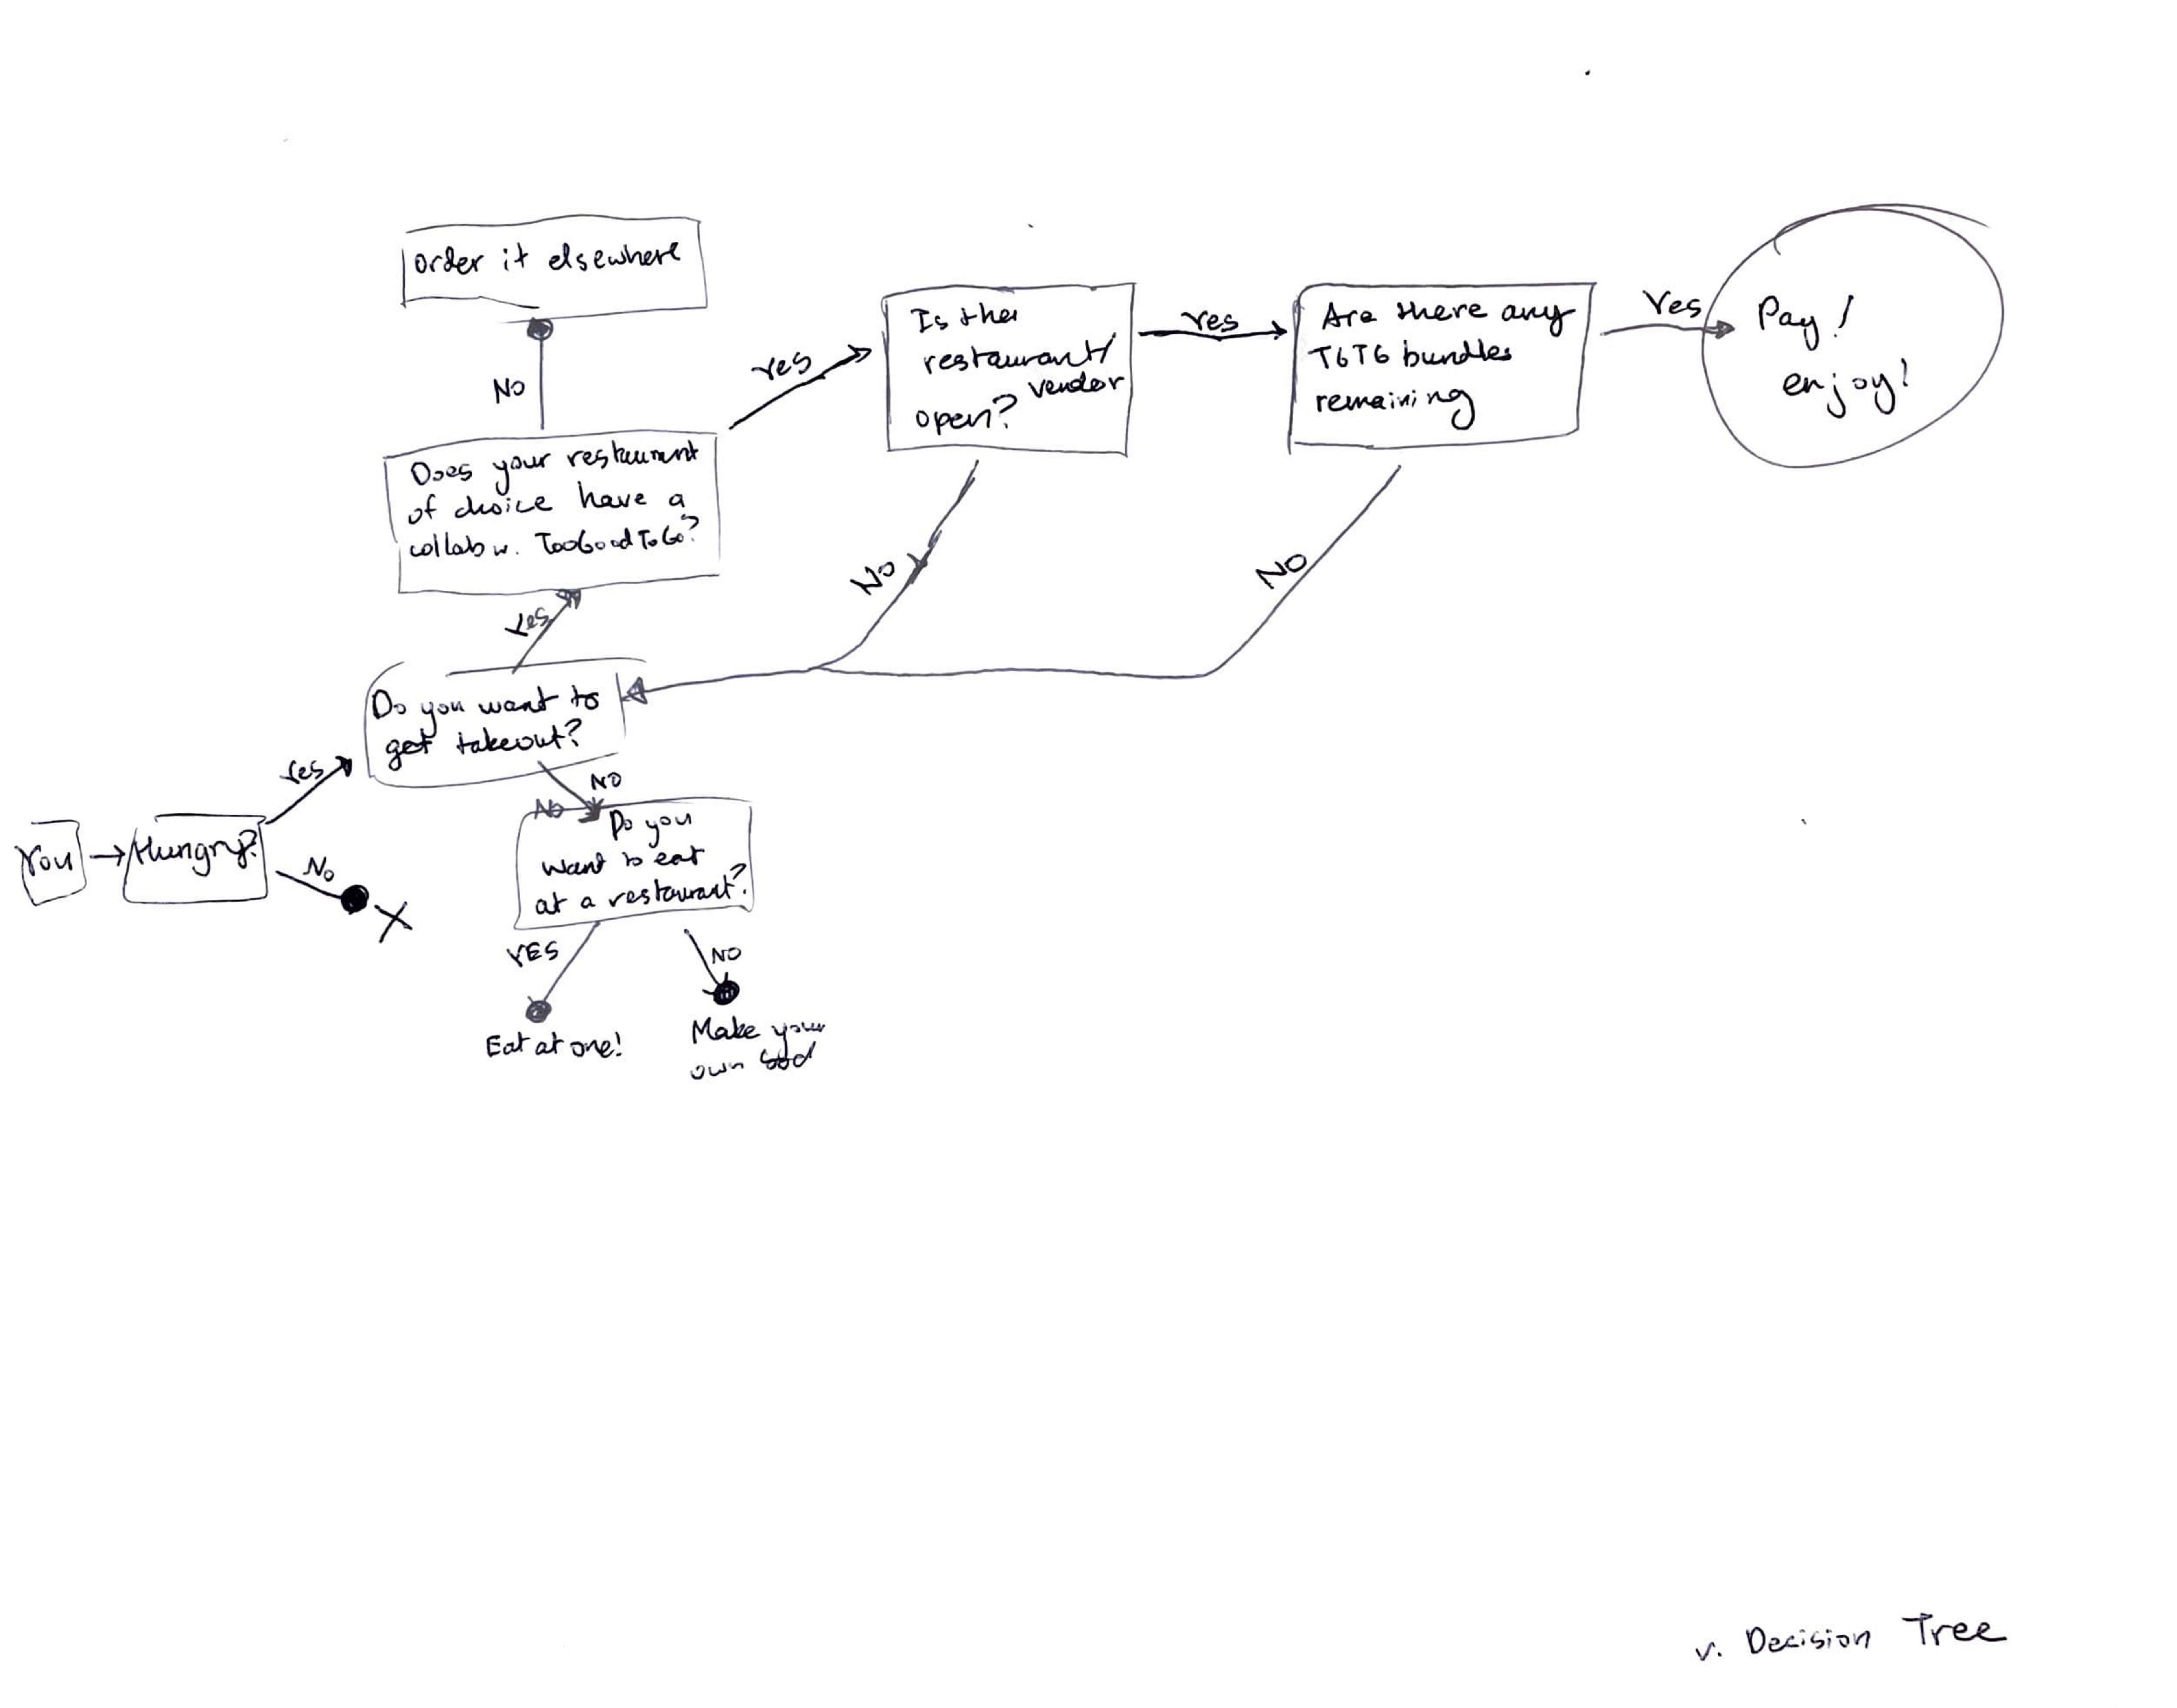 order it elsewhere
No
Does your restaurant
of choice have a
collab w. TooGoodToGo?
Yes
Is the
restaurant/
vendor
open?
Yes
Are there any
TGTG bundles
remaining
Yes
Pay!
enjoy!
No
NO
Yes
Do you want to
get takeout?
Yes
You
Hungry?
No
X
NO
No
Do you
want to eat
at a restaurant?
YES
NO
Eat at one!
Make your
own food
v. Decision Tree